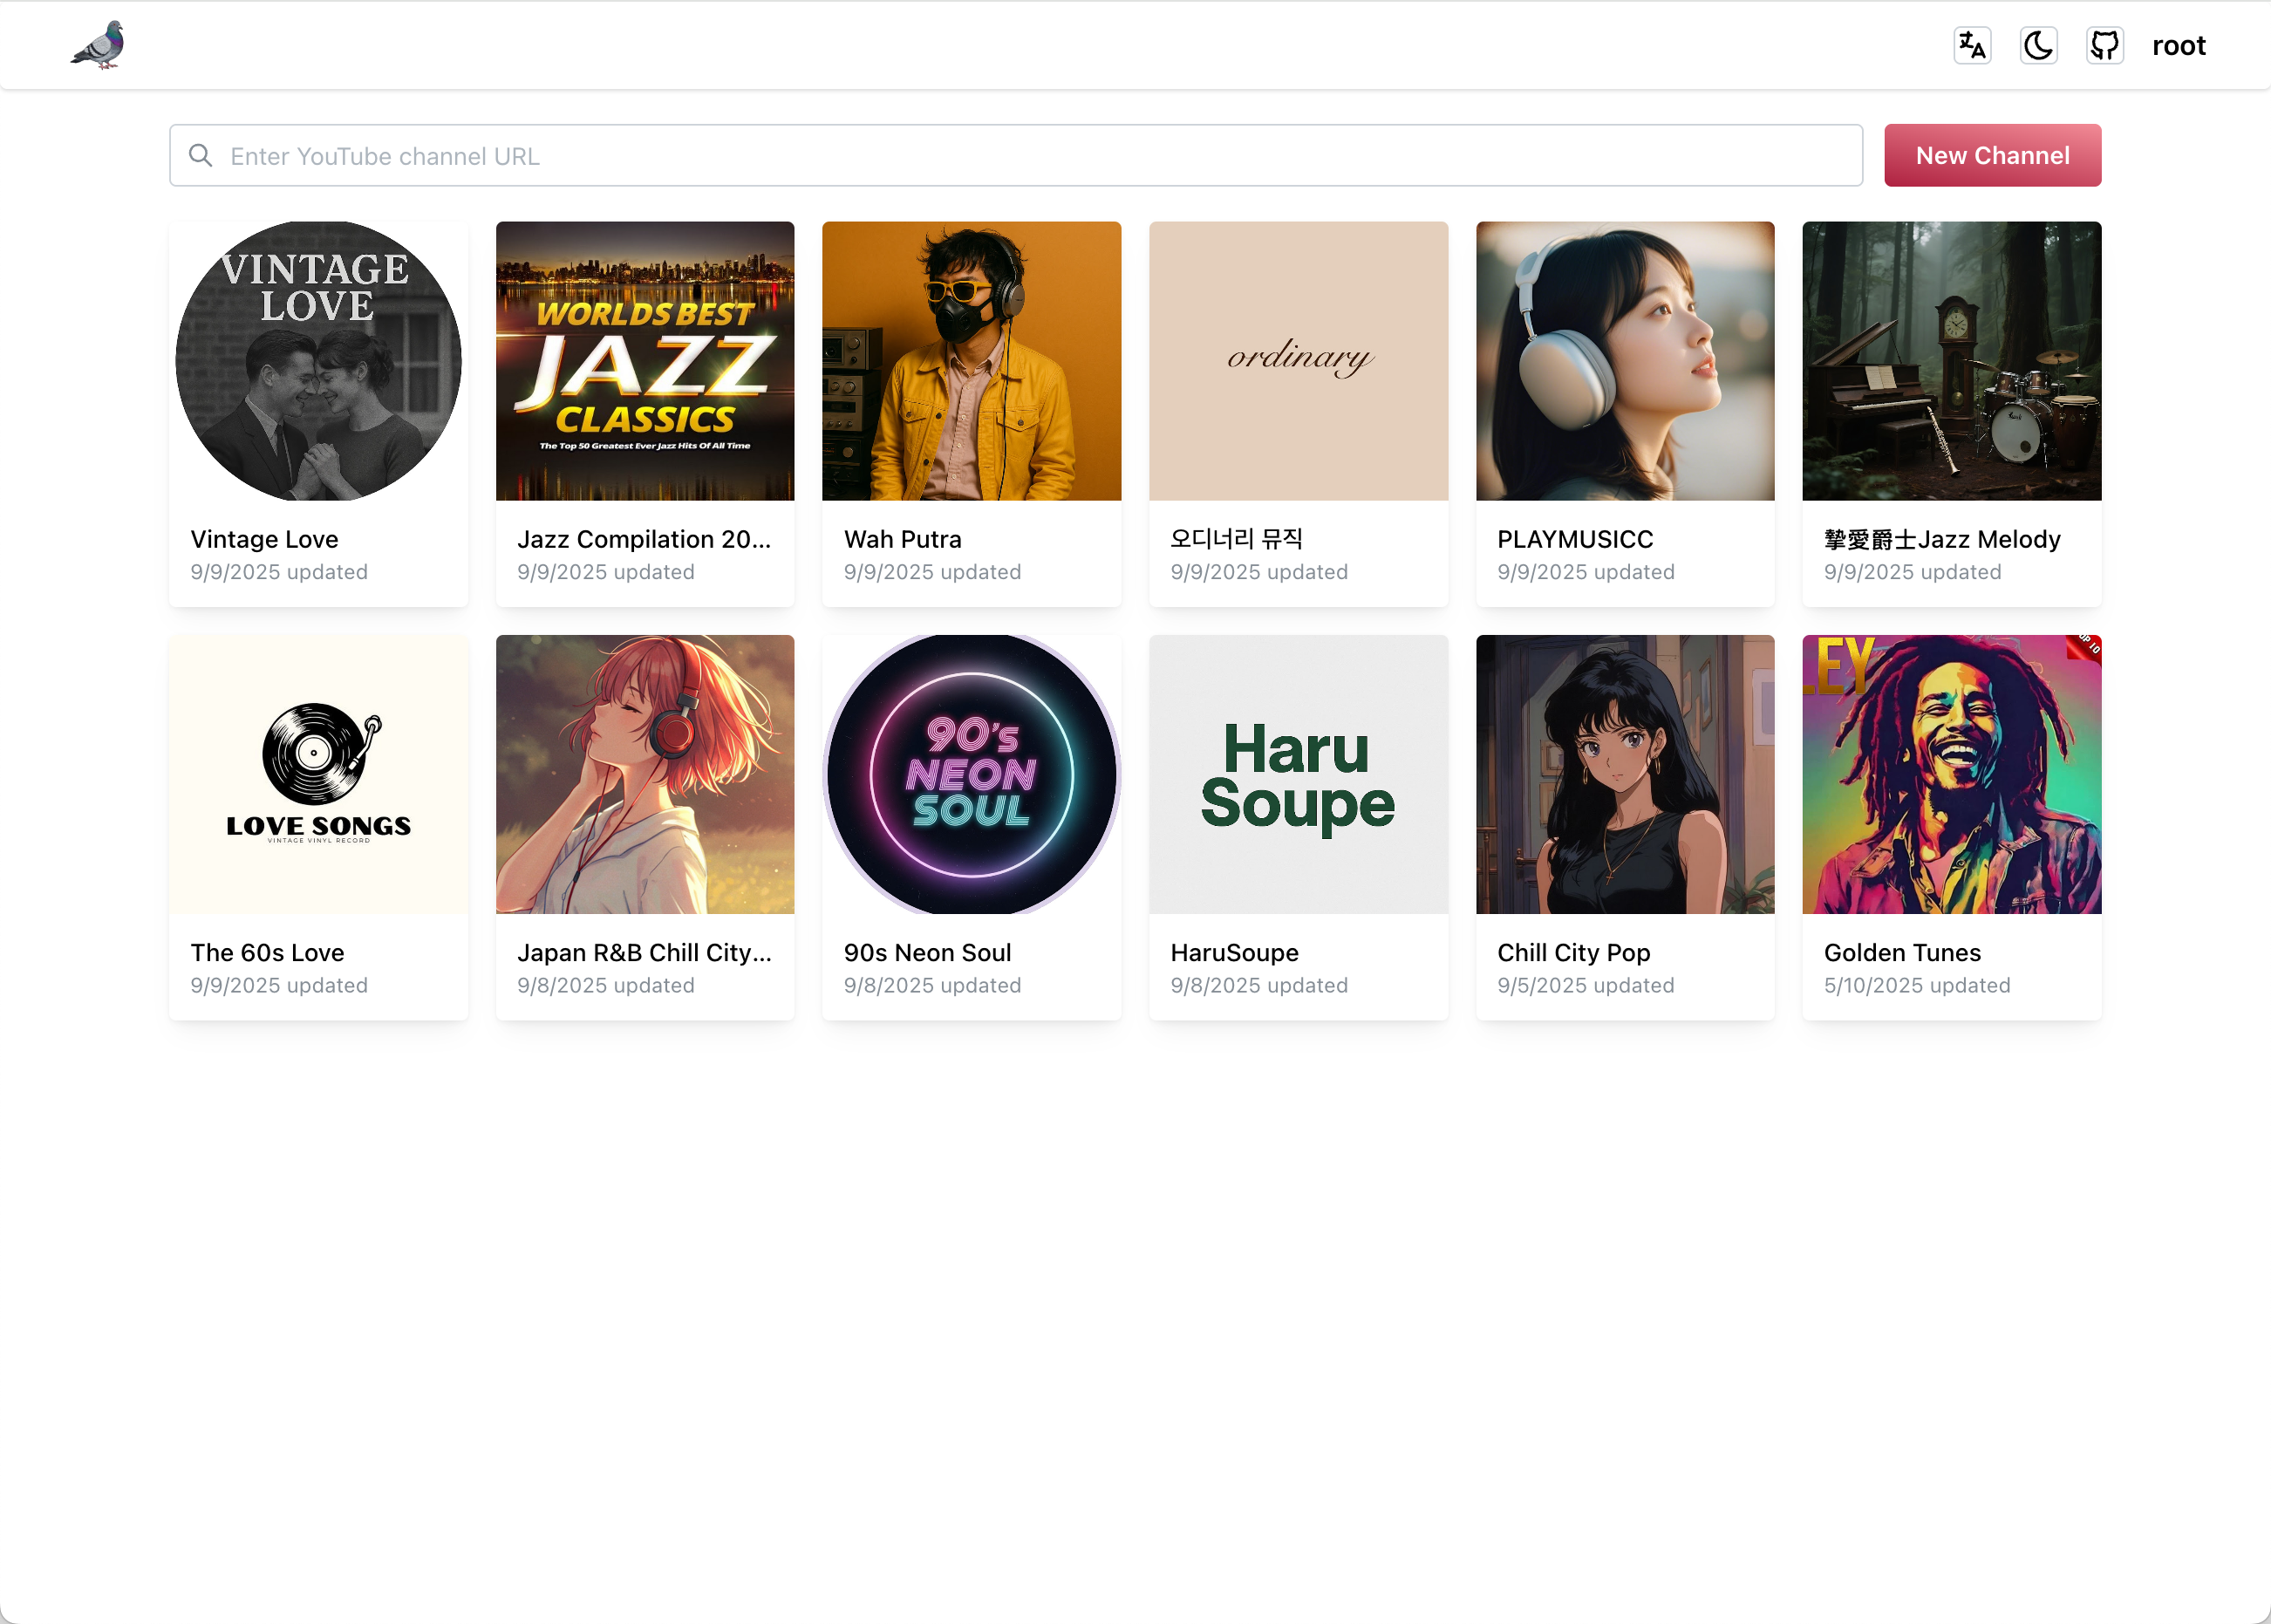 root
Enter YouTube channel URL
New Channel
VINTAGE
LOVE
WORLDS BEST
JAZZ
CLASSICS
The Top 50 Greatest Ever Jazz Hits Of All Time
ordinary
Vintage Love
9/9/2025 updated
Jazz Compilation 20...
9/9/2025 updated
Wah Putra
9/9/2025 updated
오디너리 뮤직
9/9/2025 updated
PLAYMUSICC
9/9/2025 updated
摯愛爵士Jazz Melody
9/9/2025 updated
LOVE SONGS
VINTAGE VINYL RECORD
90's
NEON
SOUL
Haru
Soupe
LEY
OP 10
The 60s Love
9/9/2025 updated
Japan R&B Chill City...
9/8/2025 updated
90s Neon Soul
9/8/2025 updated
HaruSoupe
9/8/2025 updated
Chill City Pop
9/5/2025 updated
Golden Tunes
5/10/2025 updated